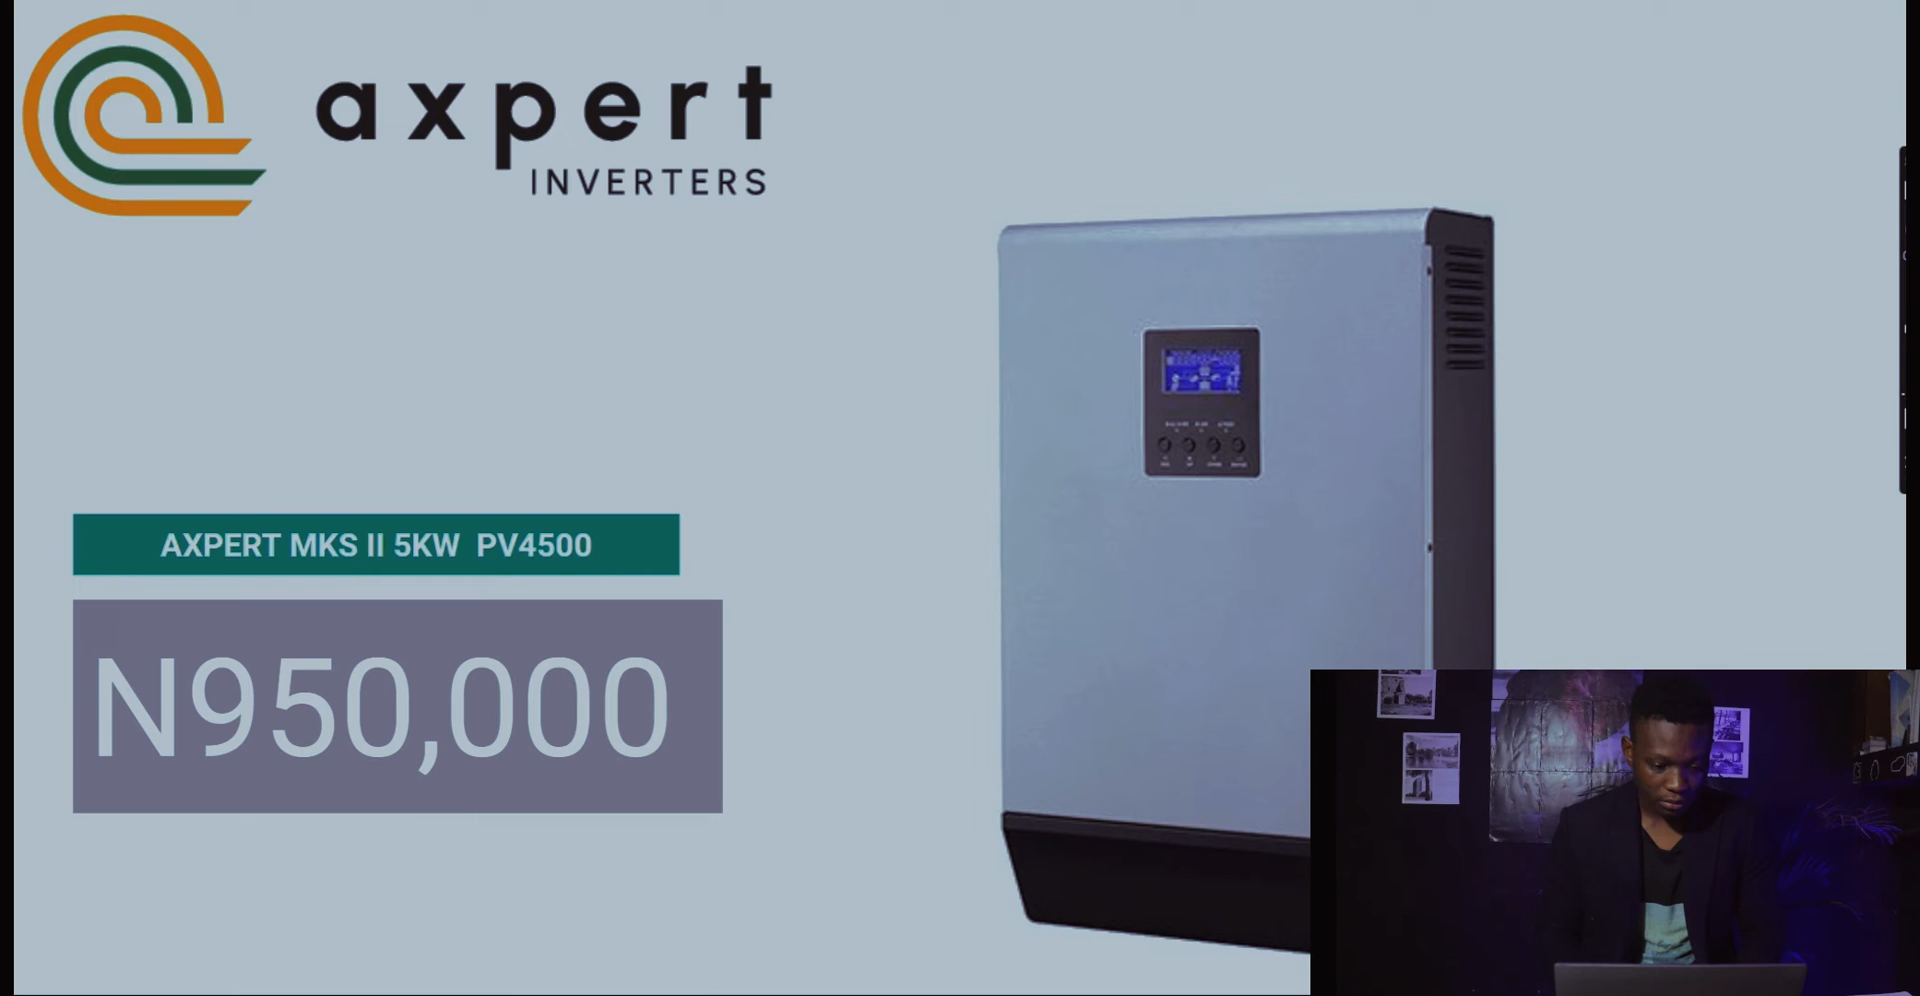 axpert
INVERTERS
AXPERT MKS II 5KW PV4500
N950,000